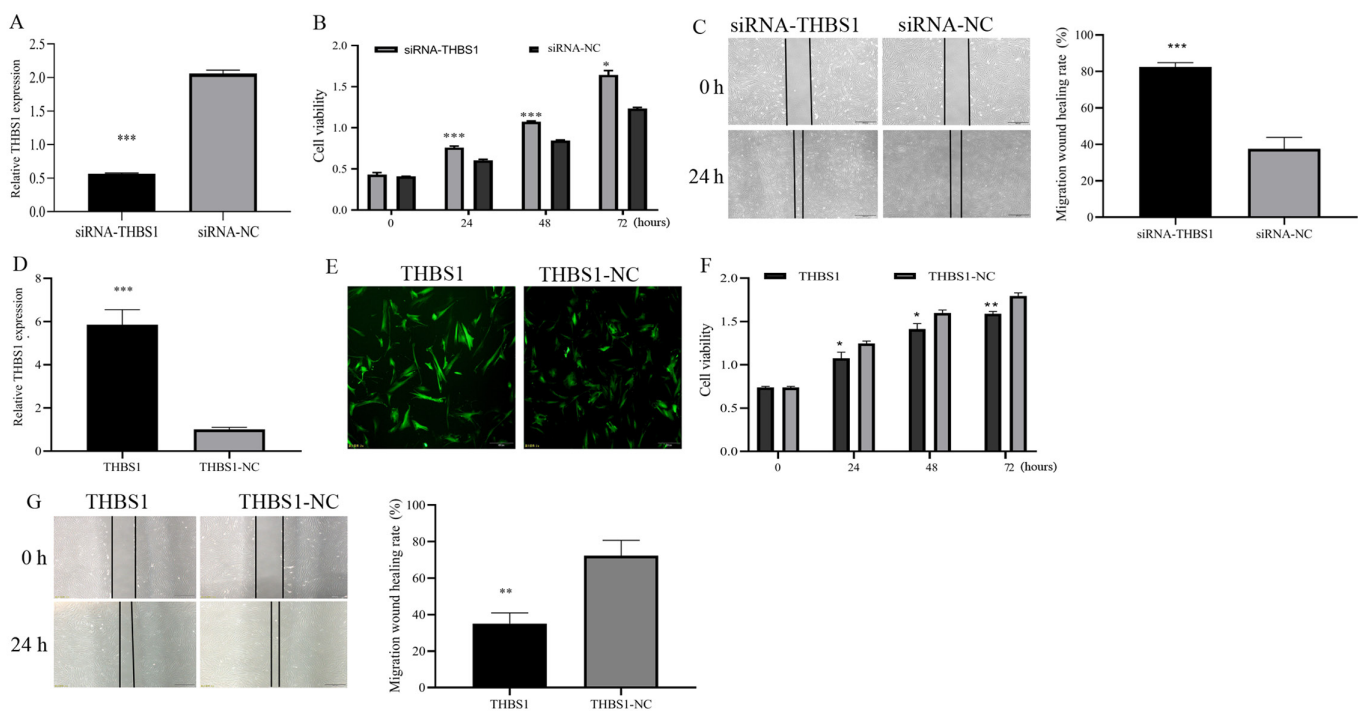 A
Relative THBS1 expression
2.5
2.0
1.5
1.0
0.5
0.0
***
siRNA-THBS1
siRNA-NC
B
siRNA-THBS1
siRNA-NC
Cell viability
2.0
1.5
1.0
0.5
0.0
***
***
*
0
24
48
72
(hours)
C
siRNA-THBS1
siRNA-NC
0 h
24 h
Migration wound healing rate (%)
100
80
60
40
20
0
***
siRNA-THBS1
siRNA-NC
D
Relative THBS1 expression
8
6
4
2
0
***
THBS1
THBS1-NC
E
THBS1
THBS1-NC
F
THBS1
THBS1-NC
Cell viability
2.0
1.5
1.0
0.5
0.0
*
*
**
0
24
48
72
(hours)
G
THBS1
THBS1-NC
0 h
24 h
Migration wound healing rate (%)
100
80
60
40
20
0
**
THBS1
THBS1-NC